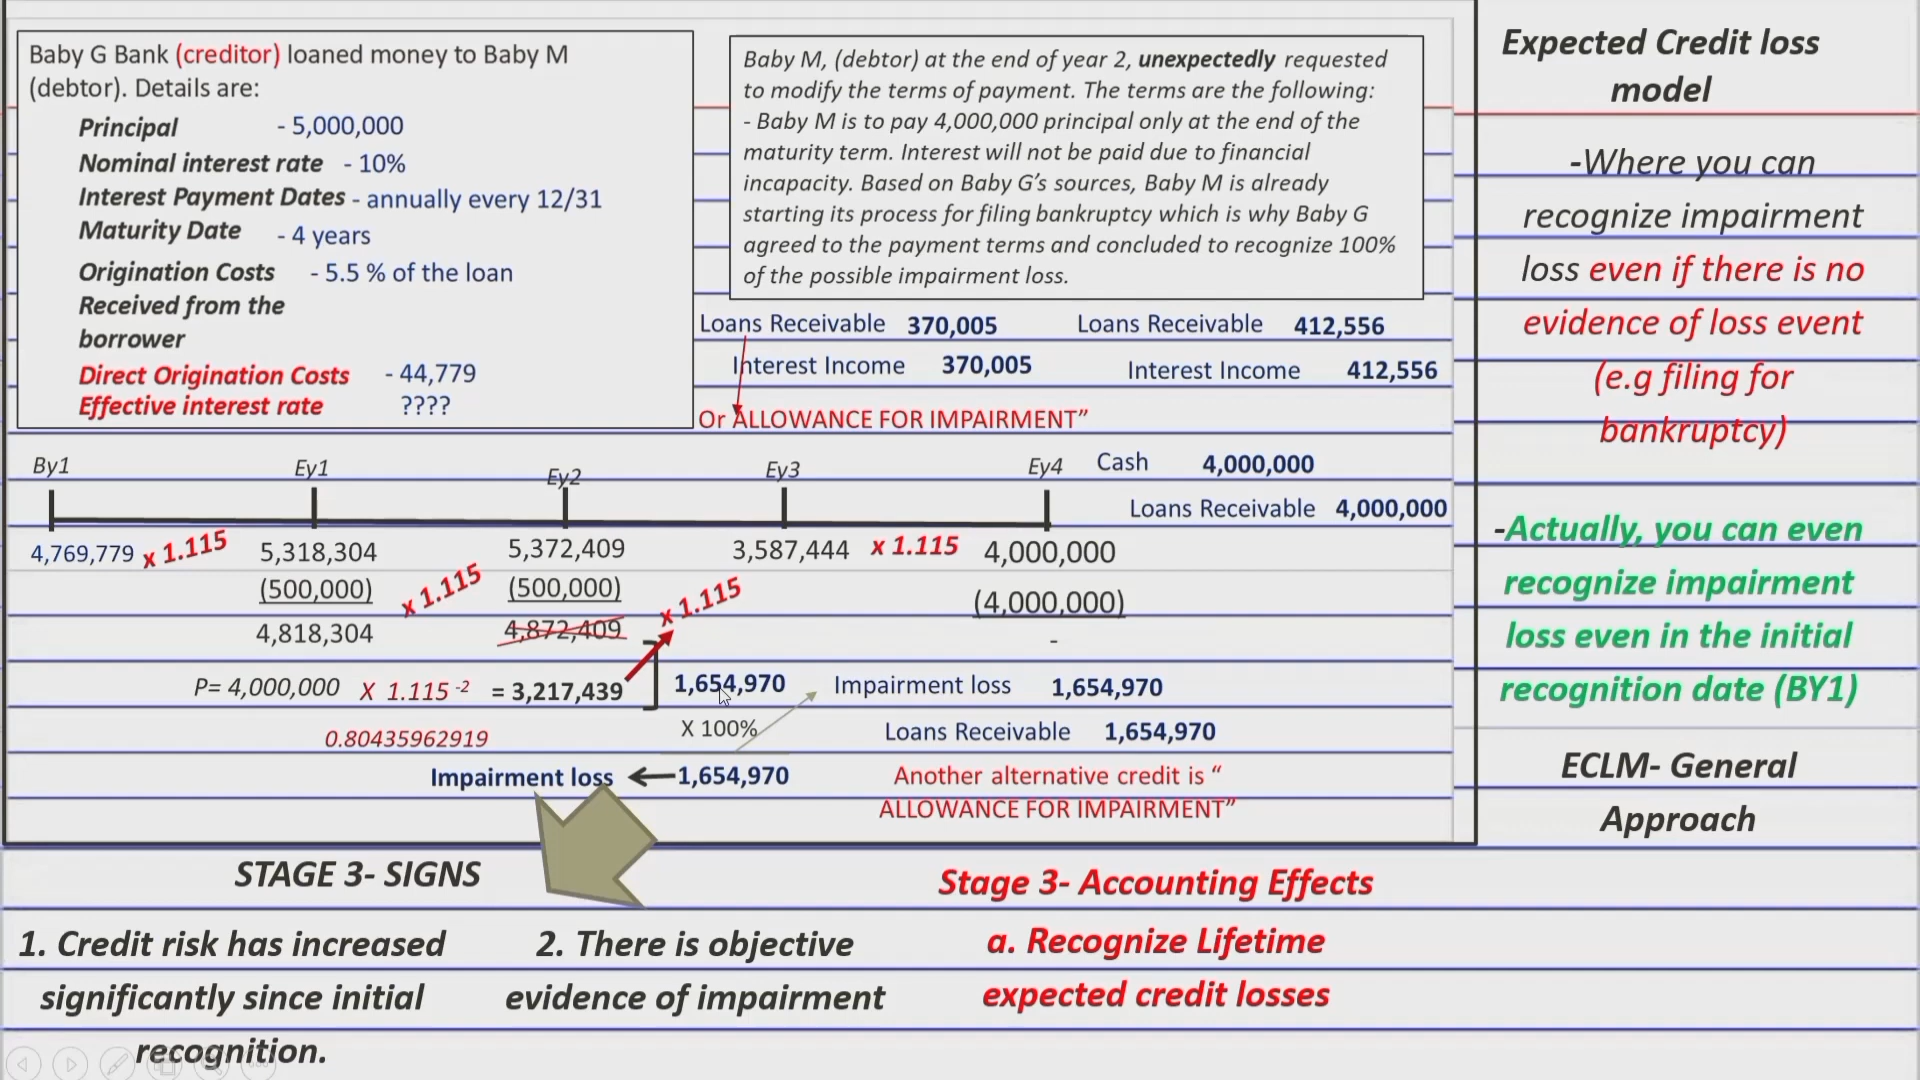 Baby G Bank (creditor) loaned money to Baby M
(debtor). Details are:
Principal - 5,000,000
Nominal interest rate - 10%
Interest Payment Dates - annually every 12/31
Maturity Date - 4 years
Origination Costs - 5.5 % of the loan
Received from the
borrower
Direct Origination Costs - 44,779
Effective interest rate ????
Baby M, (debtor) at the end of year 2, unexpectedly requested
to modify the terms of payment. The terms are the following:
- Baby M is to pay 4,000,000 principal only at the end of the
maturity term. Interest will not be paid due to financial
incapacity. Based on Baby G’s sources, Baby M is already
starting its process for filing bankruptcy which is why Baby G
agreed to the payment terms and concluded to recognize 100%
of the possible impairment loss.
Loans Receivable 370,005 Loans Receivable 412,556
Interest Income 370,005 Interest Income 412,556
Or ALLOWANCE FOR IMPAIRMENT”
By1 Ey1 Ey2 Ey3 Ey4 Cash 4,000,000
Loans Receivable 4,000,000
4,769,779 x 1.115 5,318,304 5,372,409 3,587,444 x 1.115 4,000,000
(500,000) x 1.115 (500,000) x 1.115 (4,000,000)
4,818,304 4,872,409 -
P= 4,000,000 X 1.115 -2 = 3,217,439 1,654,970 Impairment loss 1,654,970
0.80435962919 X 100% Loans Receivable 1,654,970
Impairment loss 1,654,970 Another alternative credit is “
ALLOWANCE FOR IMPAIRMENT”
Expected Credit loss
model
-Where you can
recognize impairment
loss even if there is no
evidence of loss event
(e.g filing for
bankruptcy)
-Actually, you can even
recognize impairment
loss even in the initial
recognition date (BY1)
ECLM- General
Approach
STAGE 3- SIGNS
1. Credit risk has increased
significantly since initial
recognition.
2. There is objective
evidence of impairment
Stage 3- Accounting Effects
a. Recognize Lifetime
expected credit losses